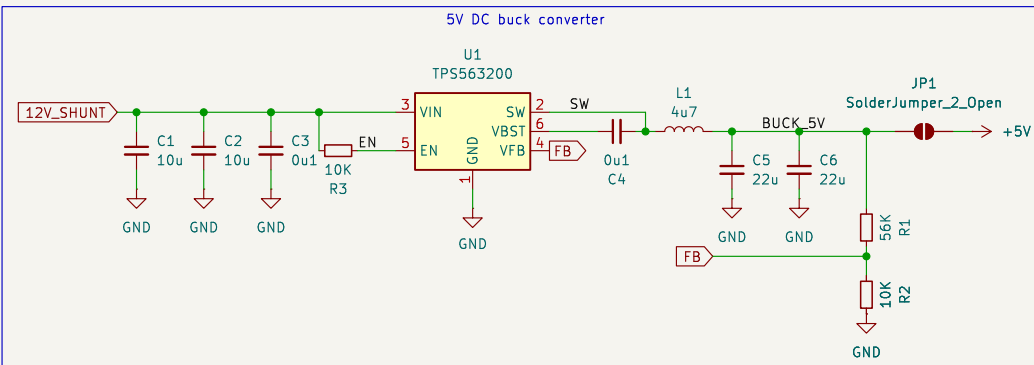 5V DC buck converter
U1
TPS563200
12V_SHUNT
C1
10u
GND
C2
10u
GND
C3
0u1
GND
EN
10K
R3
3
VIN
5
EN
GND
1
GND
SW
2
VBST
6
VFB
4
SW
FB
0u1
C4
L1
4u7
BUCK_5V
C5
22u
GND
C6
22u
GND
JP1
SolderJumper_2_Open
+5V
56K
R1
FB
10K
R2
GND